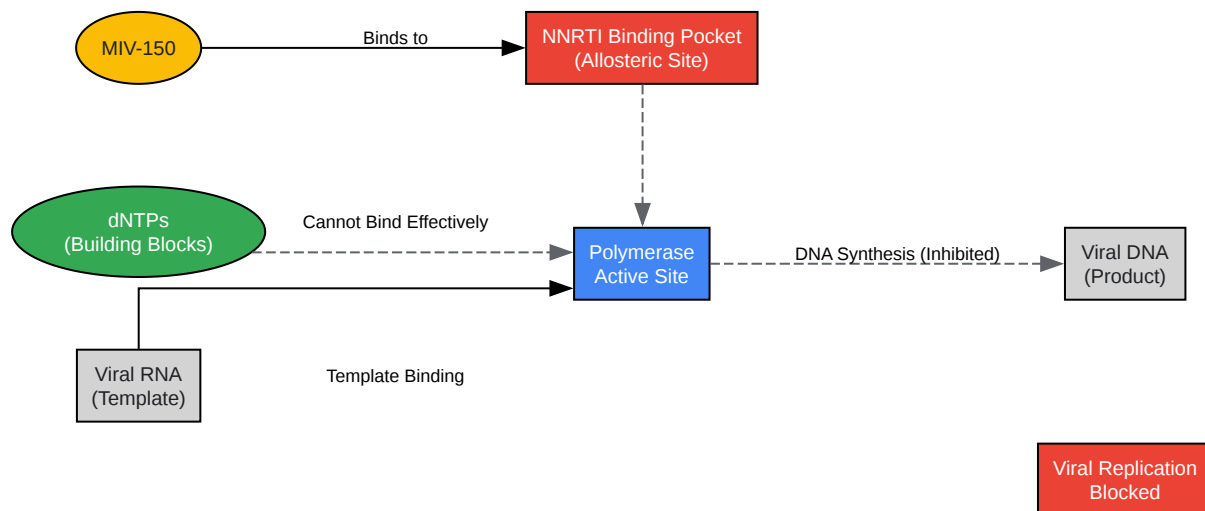 MIV-150
Binds to
NNRTI Binding Pocket
(Allosteric Site)
dNTPs
(Building Blocks)
Cannot Bind Effectively
Polymerase
Active Site
DNA Synthesis (Inhibited)
Viral DNA
(Product)
Viral RNA
(Template)
Template Binding
Viral Replication
Blocked